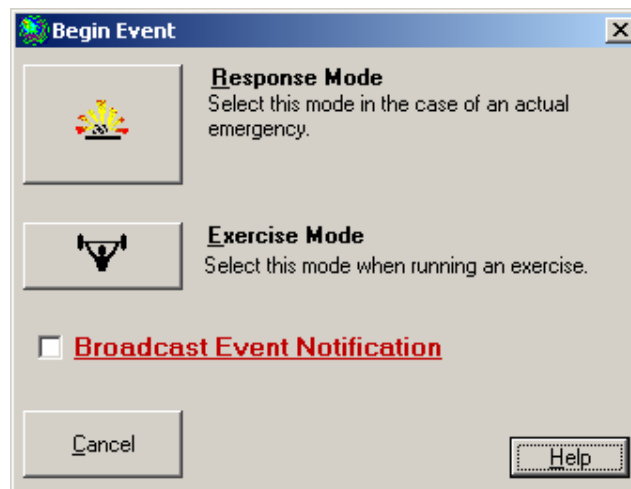 Begin Event
Response Mode
Select this mode in the case of an actual
emergency.
Exercise Mode
Select this mode when running an exercise.
Broadcast Event Notification
Cancel
Help